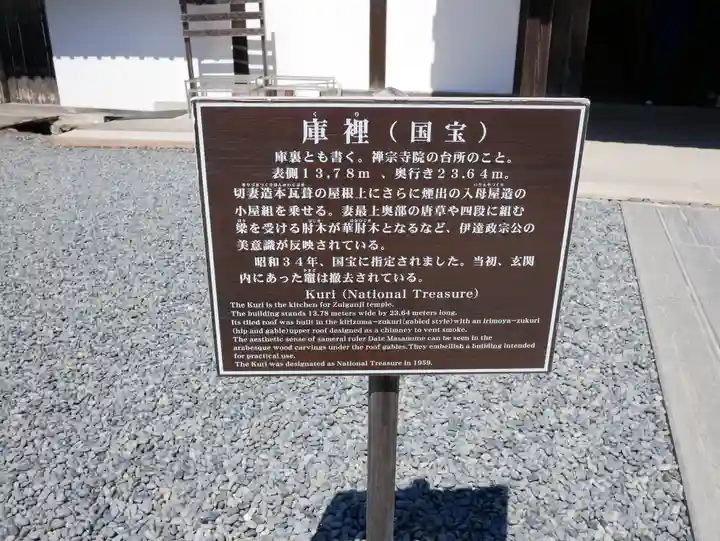 庫裡(国宝)
庫裏とも書く。禅宗寺院の台所のこと。
表側13,78m、奥行き23.64m。
切妻造本瓦葺の屋根上にさらに煙出の入母屋造の
小屋組を乗せる。妻最上奥部の唐草や四段に組む
梁を受ける肘木が華肘木となるなど、伊達政宗公の
美意識が反映されている。
昭和34年、国宝に指定されました。当初、玄関
内にあった竈は撤去されている。
Kuri (National Treasure)
The Kuri is the kitchen for Zuiganji temple.
The building stands 13.78 meters wide by 23.64 meters long.
Its tiled roof was built in the kirizuma-zukuri(gabled style)with an irimoya-zukuri
(hip and gable)upper roof designed as a chimney to vent smoke.
The aesthetic sense of samurai ruler Date Masamune can be seen in the
arabesque wood carvings under the roof gables.They embellish a building intended
for practical use.
The Kuri was designated as National Treasure in 1959.